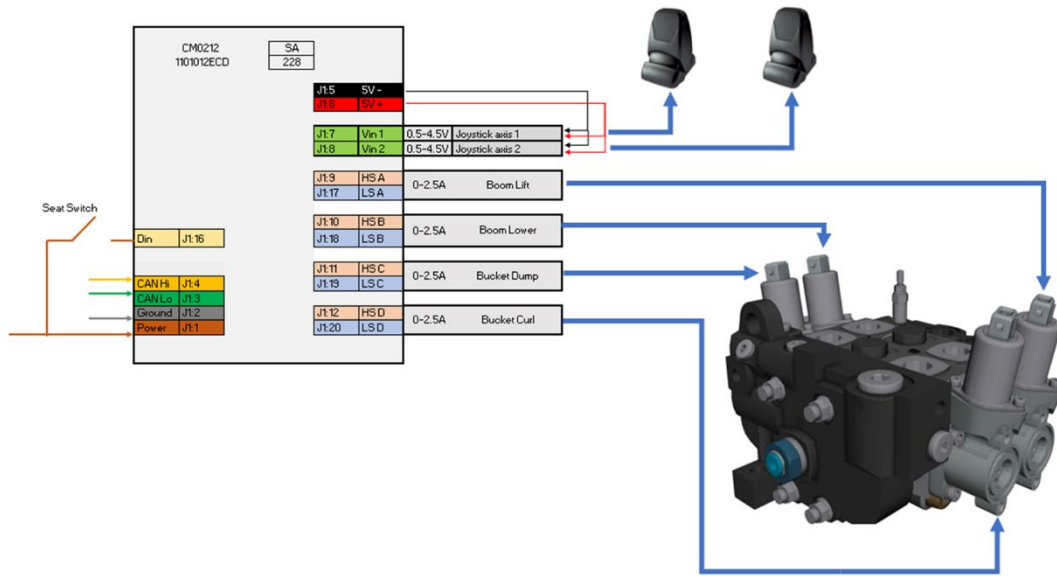 CM0212 SA
1101012ECD 228
J1:5 5V -
J1:6 5V +
J1:7 Vin 1 0.5-4.5V Joystick axis 1
J1:8 Vin 2 0.5-4.5V Joystick axis 2
J1:9 HS A
J1:17 LS A
0-2.5A Boom Lift
Seat Switch
J1:10 HS B
J1:18 LS B
0-2.5A Boom Lower
Din J1:16
J1:11 HS C
J1:19 LS C
0-2.5A Bucket Dump
CAN Hi J1:4
CAN Lo J1:3
Ground J1:2
Power J1:1
J1:12 HS D
J1:20 LS D
0-2.5A Bucket Curl